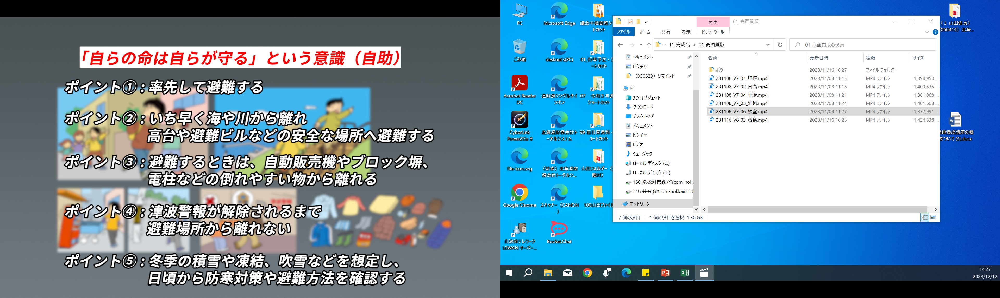 「自らの命は自らが守る」という意識（自助）
ポイント①：率先して避難する
ポイント②：いち早く海や川から離れ
高台や避難ビルなどの安全な場所へ避難する
ポイント③：避難するときは、自動販売機やブロック塀、
電柱などの倒れやすい物から離れる
ポイント④：津波警報が解除されるまで
避難場所から離れない
ポイント⑤：冬季の積雪や凍結、吹雪などを想定し、
日頃から防寒対策や避難方法を確認する
PC
Microsoft Edge
議会中継閲覧シ
ートカット
ごみ箱
desknet's(PC)
01_行事予定 - シ
ートカット
Acrobat Reader
DC
道財務シングルサイ
ンオン
07 令和５年度
ショートカット
CyberLink
Power2Go 8
北海道財務会計ト
ータルシステム
99 宿日直資料 -
ョートカット
file-icon.svg
（研修）北海道財
務会計トータルシ...
山田フォルダー（
機対）
Google Chrome
スキャナー（CANON
）
100山田ファイル
自治体テレワーク
LGWAN サーバー...
Rocket.Chat
再生
01_高画質版
ファイル
ホーム
共有
表示
ビデオ ツール
« 11_完成品 › 01_高画質版
01_高画質版の検索
ドキュメント
ピクチャ
（050629）リマインド
PC
3D オブジェクト
ダウンロード
デスクトップ
ドキュメント
ピクチャ
ビデオ
ミュージック
ローカル ディスク (C:)
ローカル ディスク (D:)
160_危機対策課 (¥¥com-hok
全庁共有 (¥¥com-hokkaido.c
ネットワーク
名前 更新日時 種類 サイズ
ボツ 2023/11/16 16:27 ファイル フォルダー
231108_V7_01_胆振.mp4 2023/11/08 11:13 MP4 ファイル 1,394,950 ...
231108_V7_02_日高.mp4 2023/11/08 11:16 MP4 ファイル 1,400,635 ...
231108_V7_04_十勝.mp4 2023/11/08 11:21 MP4 ファイル 1,381,968 ...
231108_V7_05_釧路.mp4 2023/11/08 11:24 MP4 ファイル 1,401,608 ...
231108_V7_06_根室.mp4 2023/11/08 11:27 MP4 ファイル 1,372,991 ...
231116_V8_03_渡島.mp4 2023/11/16 16:25 MP4 ファイル 1,424,638 ...
7 個の項目 1 個の項目を選択 1.30 GB
（１ 山田係長）
（050413）北海...
講師養成講座の概
要ついて (3).docx
14:27
2023/12/12